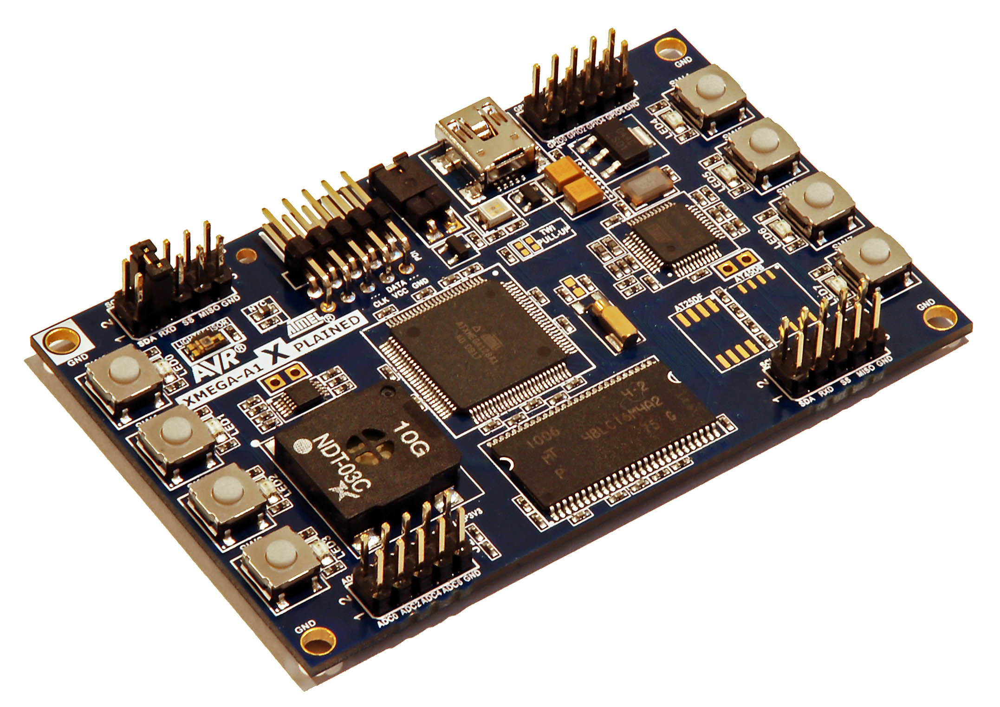 GND
LED4
GPIO0 GPIO2 GPIO4 GPIO6 GND
LED5
LED6
LED7
TWI
PULL-UP
PDI
... DATA ...
CLK VCC GND
AT45DB
AT25DF
GND
SS MISO GND
SDA RXD
2
1
NTC
ATMEL®
AVR®
XMEGA-A1 X PLAINED
GND
LED0
LED1
LED2
LED3
ATXMEGA128A1
10G
NDT-03C
1006
4-2
48LC16M4A2
75 G
MT
P
2
1
SDA RXD SS MISO GND
P3V3
2
1
ADC0 ADC2 ADC4 ADC6 GND
GND